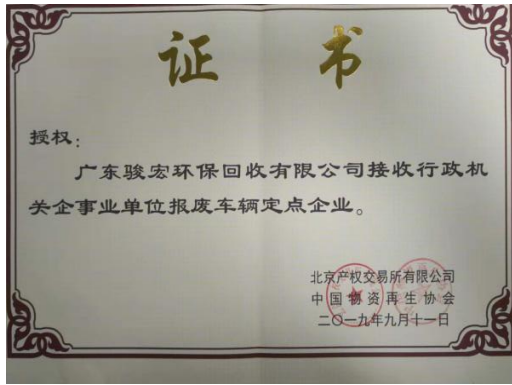 证书
授权：
广东骏宏环保回收有限公司接收行政机
关企事业单位报废车辆定点企业。
北京产权交易所有限公司
中国物资再生协会
二〇一九年九月十一日